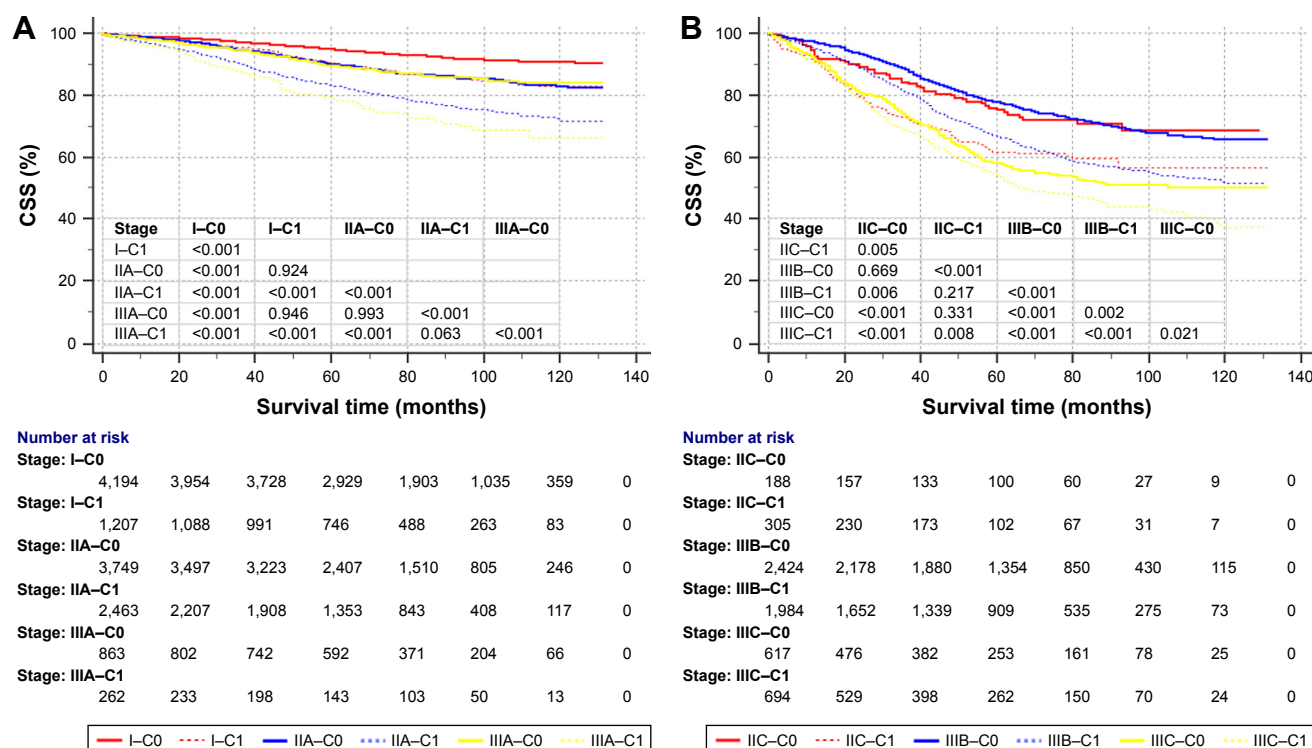 A
CSS (%)
100
80
60
40
20
0
Stage I–C0 I–C1 IIA–C0 IIA–C1 IIIA–C0
I–C1 <0.001
IIA–C0 <0.001 0.924
IIA–C1 <0.001 <0.001 <0.001
IIIA–C0 <0.001 0.946 0.993 <0.001
IIIA–C1 <0.001 <0.001 <0.001 0.063 <0.001
0 20 40 60 80 100 120 140
Survival time (months)
Number at risk
Stage: I–C0
4,194 3,954 3,728 2,929 1,903 1,035 359 0
Stage: I–C1
1,207 1,088 991 746 488 263 83 0
Stage: IIA–C0
3,749 3,497 3,223 2,407 1,510 805 246 0
Stage: IIA–C1
2,463 2,207 1,908 1,353 843 408 117 0
Stage: IIIA–C0
863 802 742 592 371 204 66 0
Stage: IIIA–C1
262 233 198 143 103 50 13 0
I–C0 I–C1 IIA–C0 IIA–C1 IIIA–C0 IIIA–C1
B
CSS (%)
100
80
60
40
20
0
Stage IIC–C0 IIC–C1 IIIB–C0 IIIB–C1 IIIC–C0
IIC–C1 0.005
IIIB–C0 0.669 <0.001
IIIB–C1 0.006 0.217 <0.001
IIIC–C0 <0.001 0.331 <0.001 0.002
IIIC–C1 <0.001 0.008 <0.001 <0.001 0.021
0 20 40 60 80 100 120 140
Survival time (months)
Number at risk
Stage: IIC–C0
188 157 133 100 60 27 9 0
Stage: IIC–C1
305 230 173 102 67 31 7 0
Stage: IIIB–C0
2,424 2,178 1,880 1,354 850 430 115 0
Stage: IIIB–C1
1,984 1,652 1,339 909 535 275 73 0
Stage: IIIC–C0
617 476 382 253 161 78 25 0
Stage: IIIC–C1
694 529 398 262 150 70 24 0
IIC–C0 IIC–C1 IIIB–C0 IIIB–C1 IIIC–C0 IIIC–C1